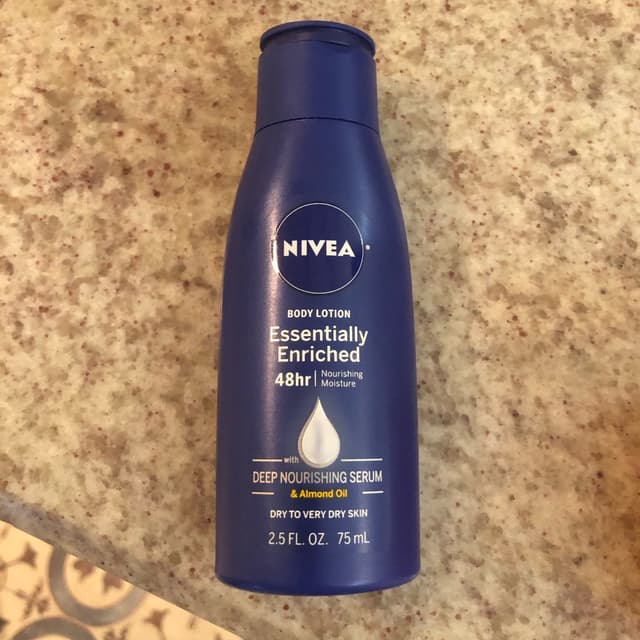 NIVEA®
BODY LOTION
Essentially
Enriched
48hr | Nourishing
Moisture
with
DEEP NOURISHING SERUM
& Almond Oil
DRY TO VERY DRY SKIN
2.5 FL. OZ. 75 mL